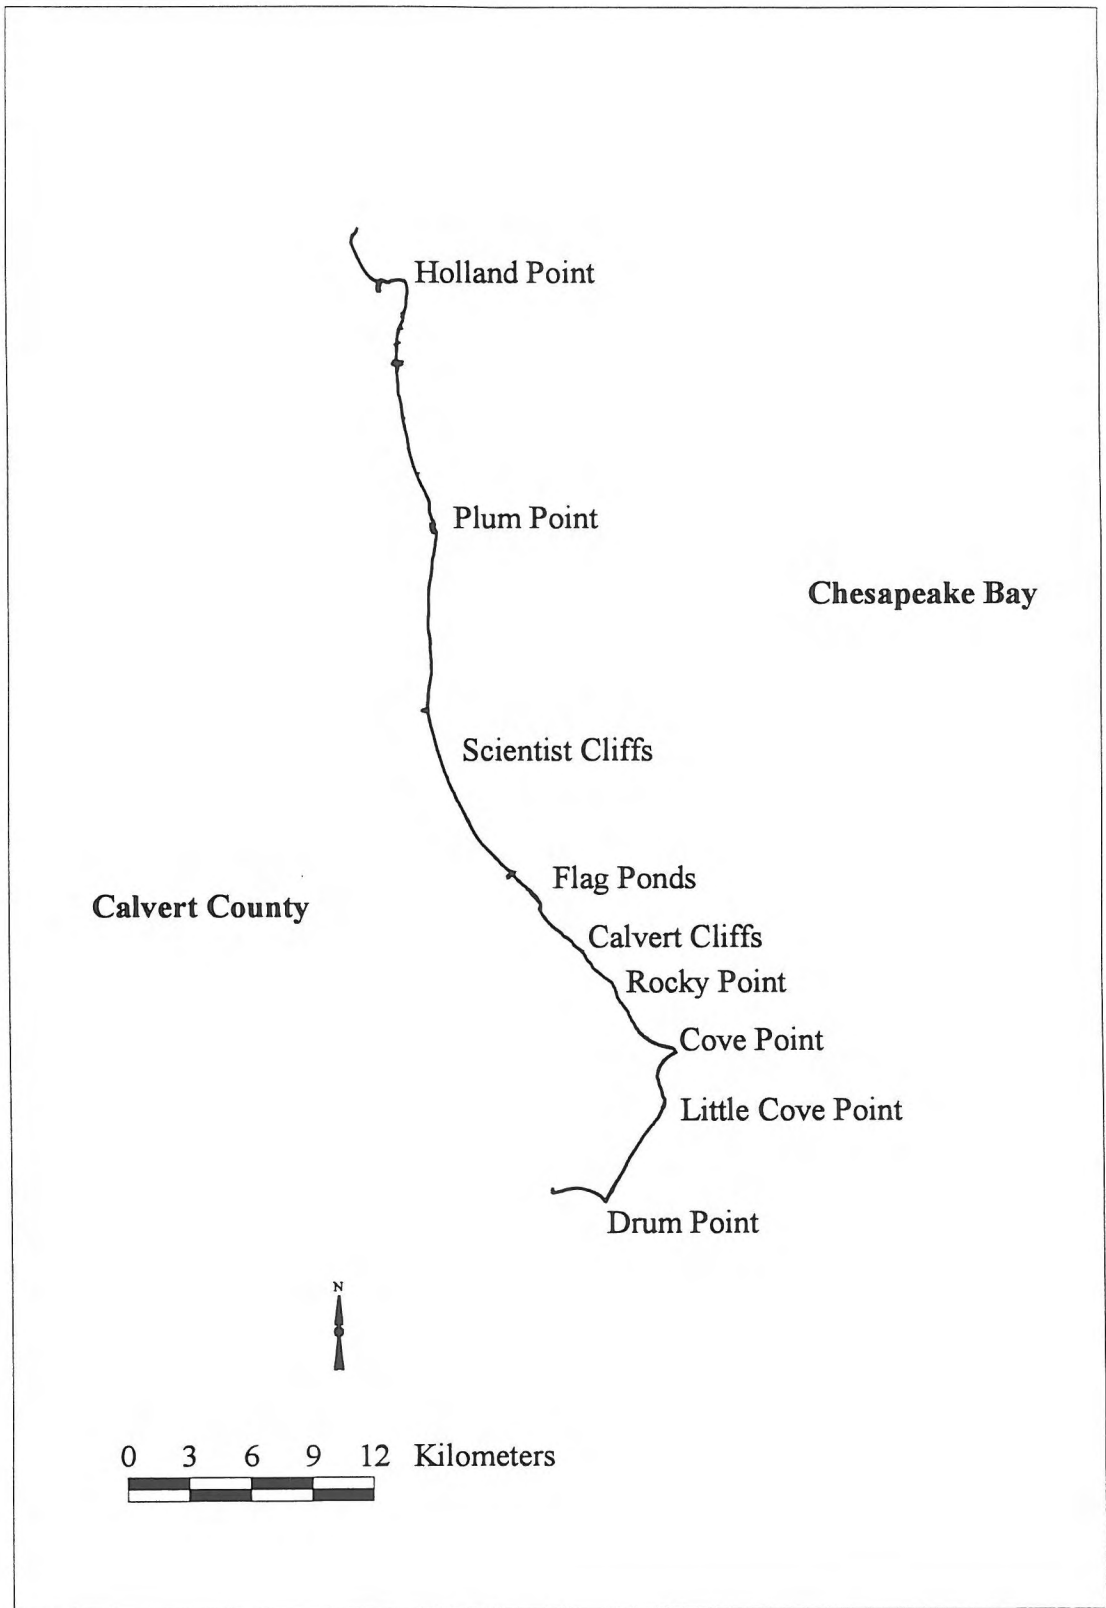 Holland Point
Plum Point
Chesapeake Bay
Scientist Cliffs
Flag Ponds
Calvert County
Calvert Cliffs
Rocky Point
Cove Point
Little Cove Point
Drum Point
N
0 3 6 9 12 Kilometers